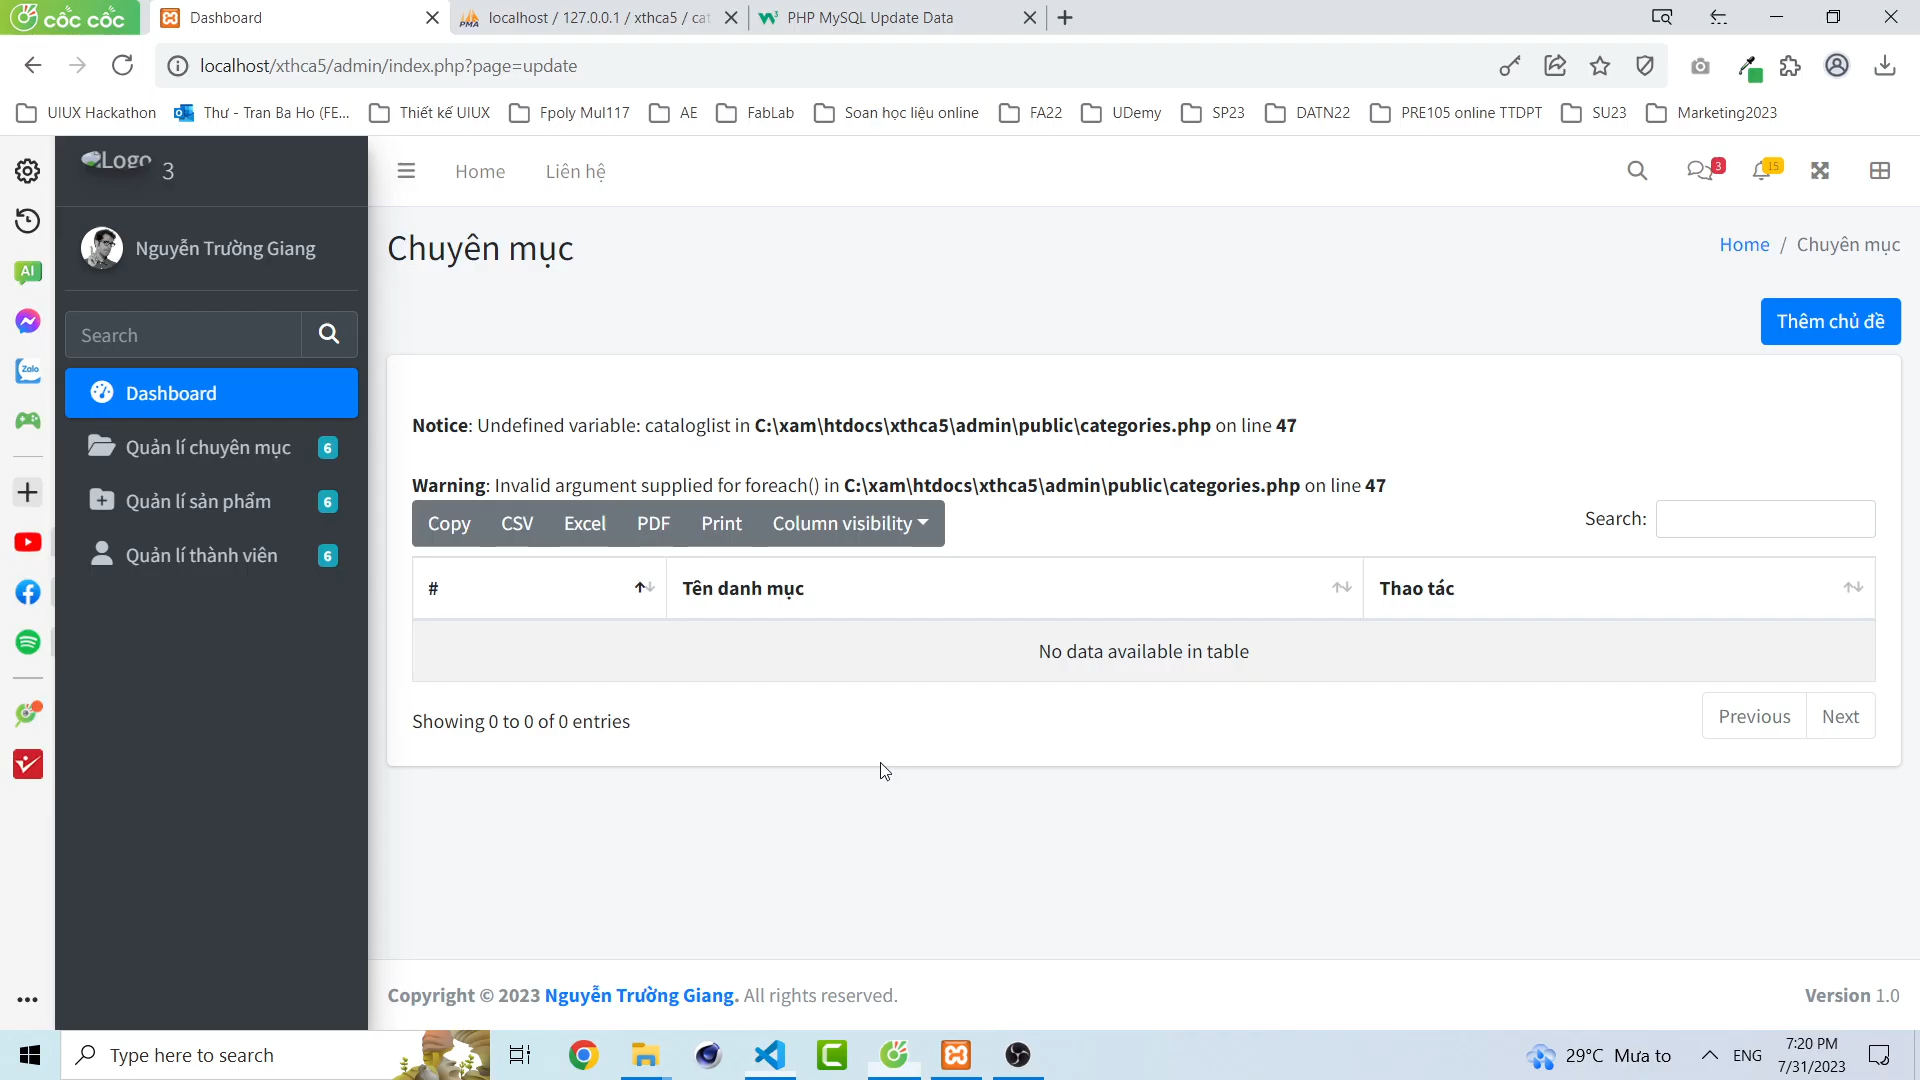 cốc cốc
Dashboard
localhost / 127.0.0.1 / xthca5 / cat
PHP MySQL Update Data
localhost/xthca5/admin/index.php?page=update
UIUX Hackathon
Thư - Tran Ba Ho (FE...
Thiết kế UIUX
Fpoly Mul117
AE
FabLab
Soan học liệu online
FA22
UDemy
SP23
DATN22
PRE105 online TTDPT
SU23
Marketing2023
Logo 3
Home
Liên hệ
3
15
Nguyễn Trường Giang
Chuyên mục
Home / Chuyên mục
AI
Search
Thêm chủ đề
Zalo
Dashboard
Quản lí chuyên mục 6
Quản lí sản phẩm 6
Quản lí thành viên 6
Notice: Undefined variable: cataloglist in C:\xam\htdocs\xthca5\admin\public\categories.php on line 47
Warning: Invalid argument supplied for foreach() in C:\xam\htdocs\xthca5\admin\public\categories.php on line 47
Copy CSV Excel PDF Print Column visibility
Search:
# Tên danh mục Thao tác
No data available in table
Showing 0 to 0 of 0 entries
Previous Next
Copyright © 2023 Nguyễn Trường Giang. All rights reserved.
Version 1.0
Type here to search
29°C Mưa to
ENG
7:20 PM
7/31/2023